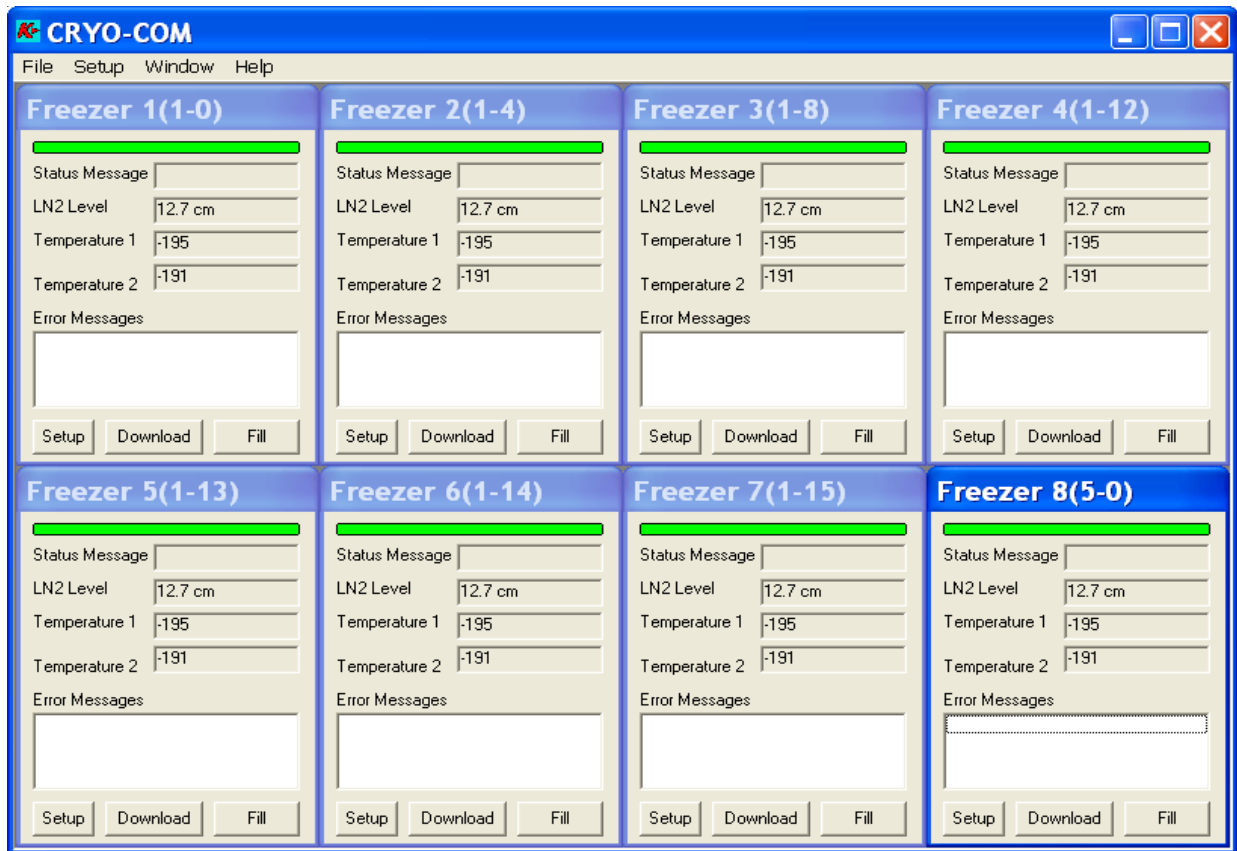 CRYO-COM
File Setup Window Help
Freezer 1(1-0)
Status Message
LN2 Level 12.7 cm
Temperature 1 -195
Temperature 2 -191
Error Messages
Setup Download Fill
Freezer 2(1-4)
Status Message
LN2 Level 12.7 cm
Temperature 1 -195
Temperature 2 -191
Error Messages
Setup Download Fill
Freezer 3(1-8)
Status Message
LN2 Level 12.7 cm
Temperature 1 -195
Temperature 2 -191
Error Messages
Setup Download Fill
Freezer 4(1-12)
Status Message
LN2 Level 12.7 cm
Temperature 1 -195
Temperature 2 -191
Error Messages
Setup Download Fill
Freezer 5(1-13)
Status Message
LN2 Level 12.7 cm
Temperature 1 -195
Temperature 2 -191
Error Messages
Setup Download Fill
Freezer 6(1-14)
Status Message
LN2 Level 12.7 cm
Temperature 1 -195
Temperature 2 -191
Error Messages
Setup Download Fill
Freezer 7(1-15)
Status Message
LN2 Level 12.7 cm
Temperature 1 -195
Temperature 2 -191
Error Messages
Setup Download Fill
Freezer 8(5-0)
Status Message
LN2 Level 12.7 cm
Temperature 1 -195
Temperature 2 -191
Error Messages
Setup Download Fill